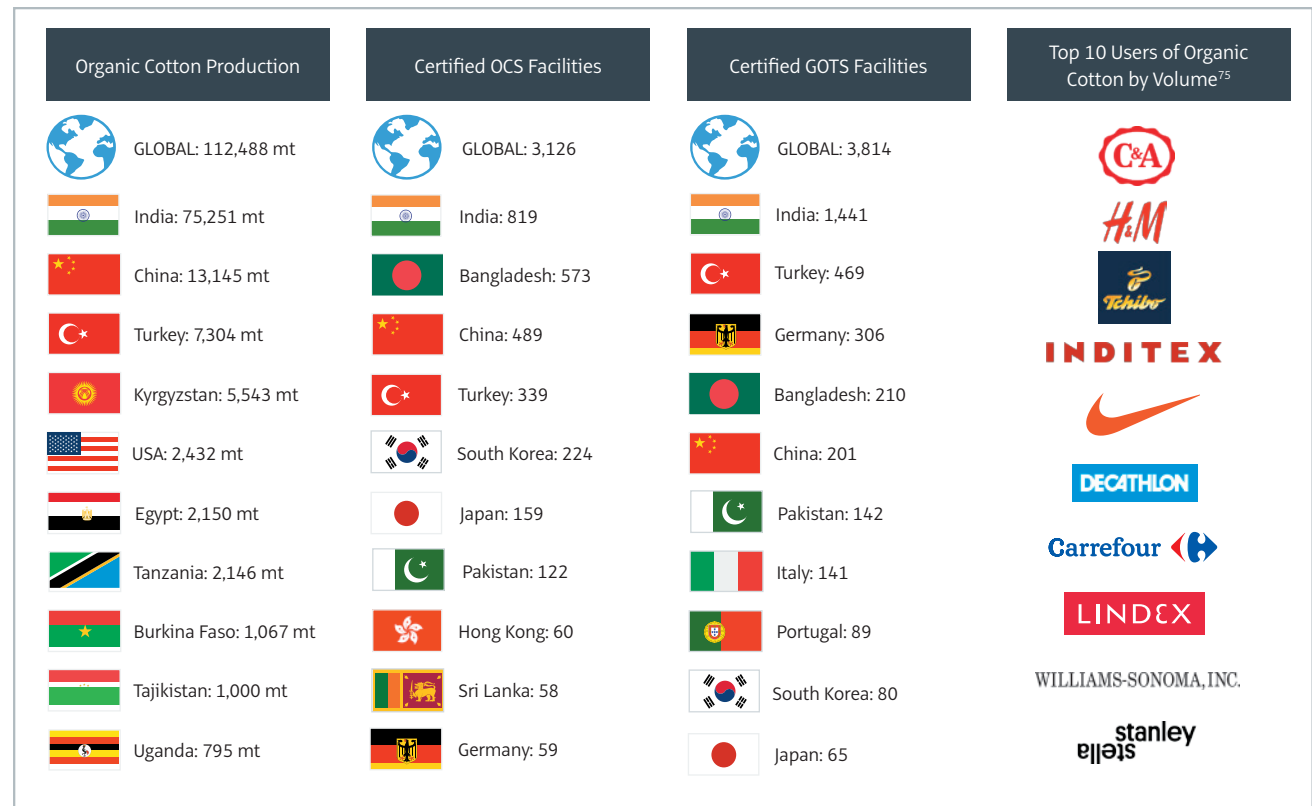 Organic Cotton Production
GLOBAL: 112,488 mt
India: 75,251 mt
China: 13,145 mt
Turkey: 7,304 mt
Kyrgyzstan: 5,543 mt
USA: 2,432 mt
Egypt: 2,150 mt
Tanzania: 2,146 mt
Burkina Faso: 1,067 mt
Tajikistan: 1,000 mt
Uganda: 795 mt
Certified OCS Facilities
GLOBAL: 3,126
India: 819
Bangladesh: 573
China: 489
Turkey: 339
South Korea: 224
Japan: 159
Pakistan: 122
Hong Kong: 60
Sri Lanka: 58
Germany: 59
Certified GOTS Facilities
GLOBAL: 3,814
India: 1,441
Turkey: 469
Germany: 306
Bangladesh: 210
China: 201
Pakistan: 142
Italy: 141
Portugal: 89
South Korea: 80
Japan: 65
Top 10 Users of Organic
Cotton by Volume75
C&A
H&M
Tchibo
INDITEX
DECATHLON
Carrefour
LINDEX
WILLIAMS-SONOMA, INC.
stanley
stella